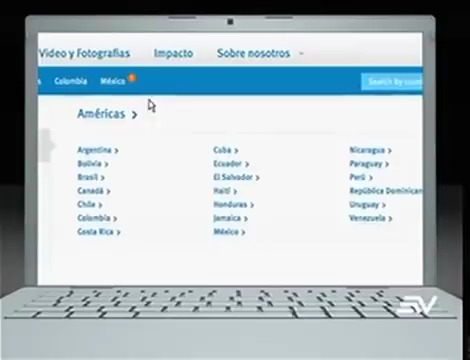 Video y Fotografías Impacto Sobre nosotros
s Colombia México
Search by coun
Américas
Argentina
Bolivia
Brasil
Canadá
Chile
Colombia
Costa Rica
Cuba
Ecuador
El Salvador
Haití
Honduras
Jamaica
México
Nicaragua
Paraguay
Perú
República Dominican
Uruguay
Venezuela